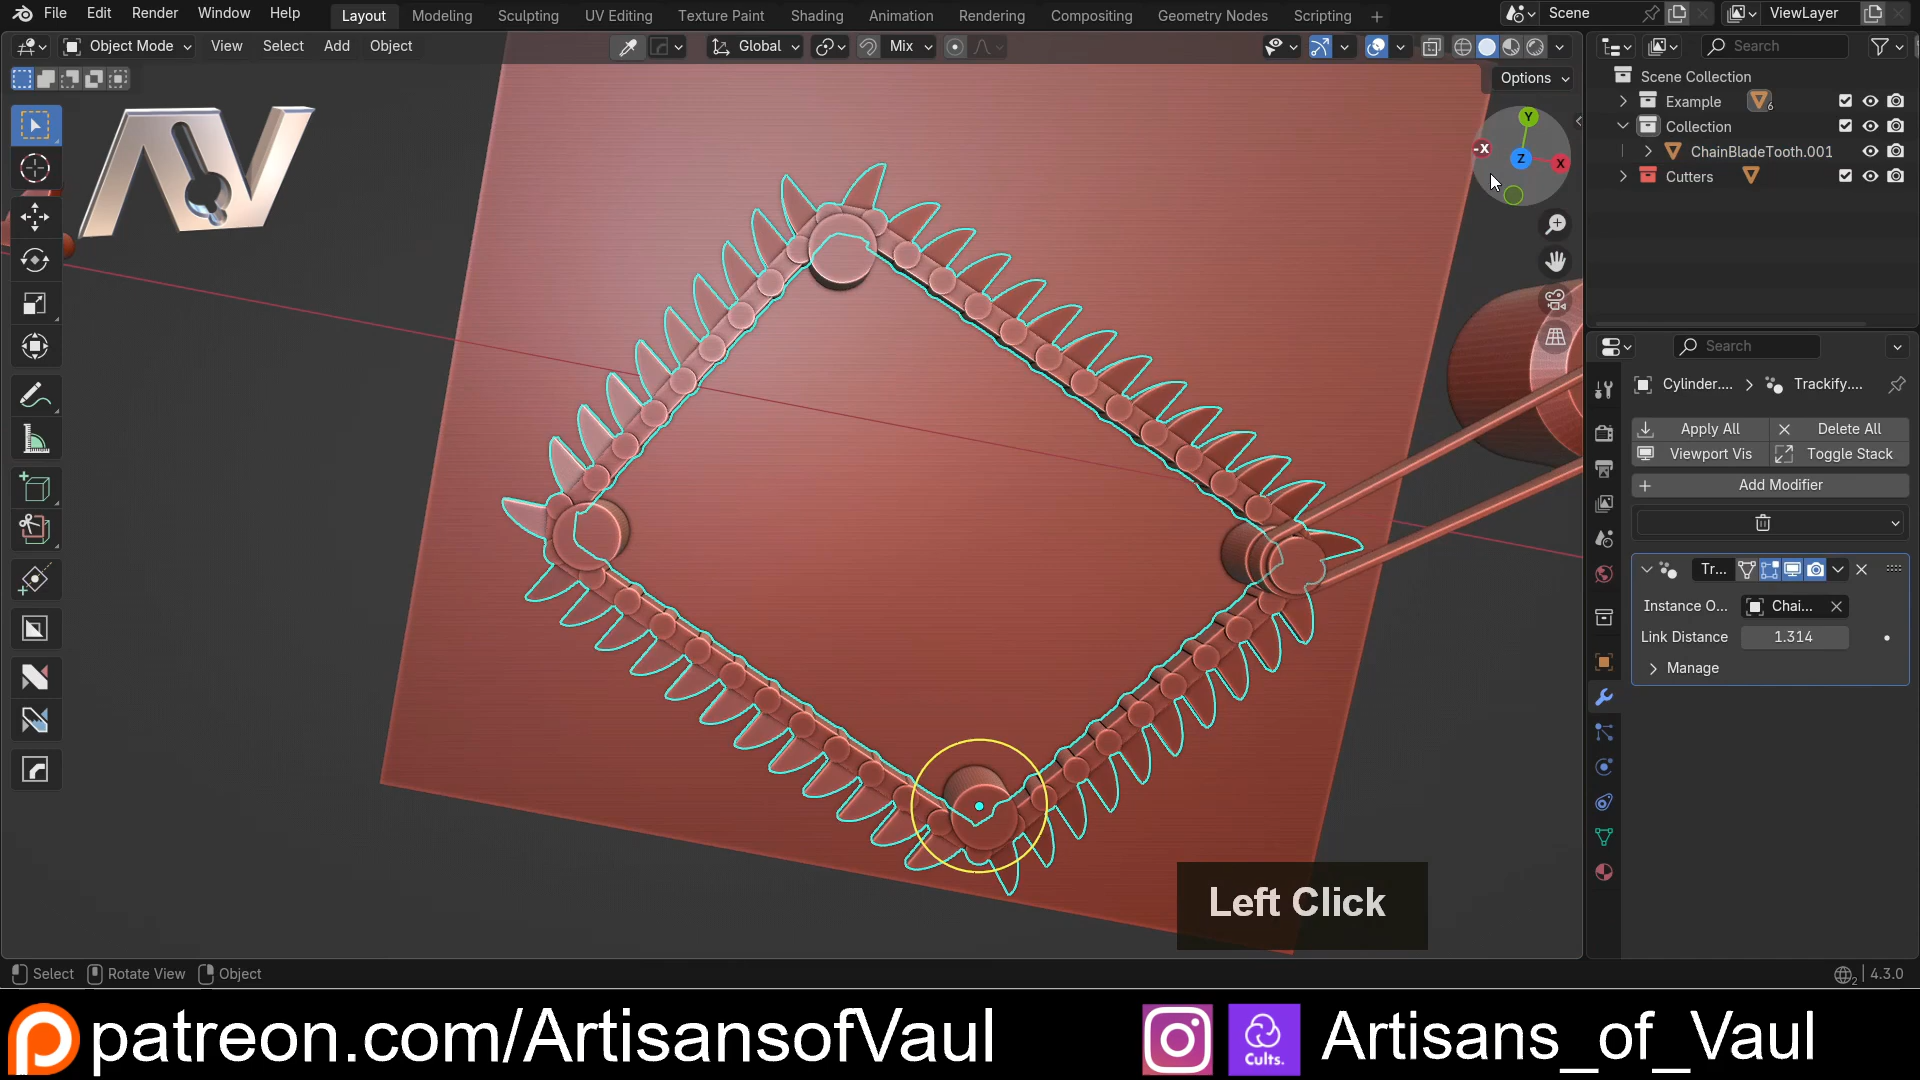 File Edit Render Window Help Layout Modeling Sculpting UV Editing Texture Paint Shading Animation Rendering Compositing Geometry Nodes Scripting + Scene ViewLayer
Object Mode View Select Add Object Global Mix Search
Options
Scene Collection
Example 6
Collection
ChainBladeTooth.001
Cutters
Y
-X
Z X
Search
Cylinder.... > Trackify....
Apply All Delete All
Viewport Vis Toggle Stack
Add Modifier
Tr...
Instance O... Chai...
Link Distance 1.314
Manage
Left Click
Select Rotate View Object 2 4.3.0
patreon.com/ArtisansofVaul Cults. Artisans_of_Vaul